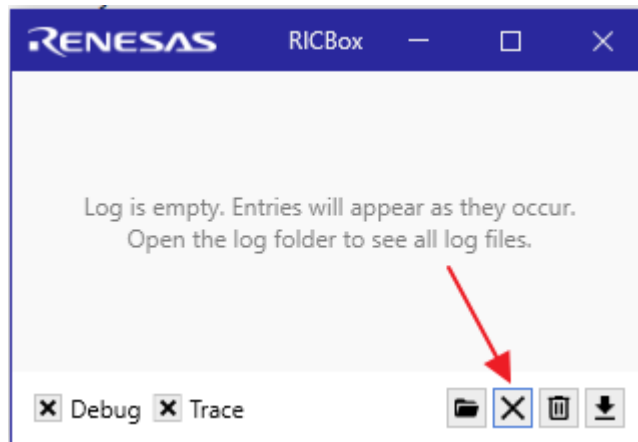 RENESAS RICBox
Log is empty. Entries will appear as they occur.
Open the log folder to see all log files.
Debug Trace